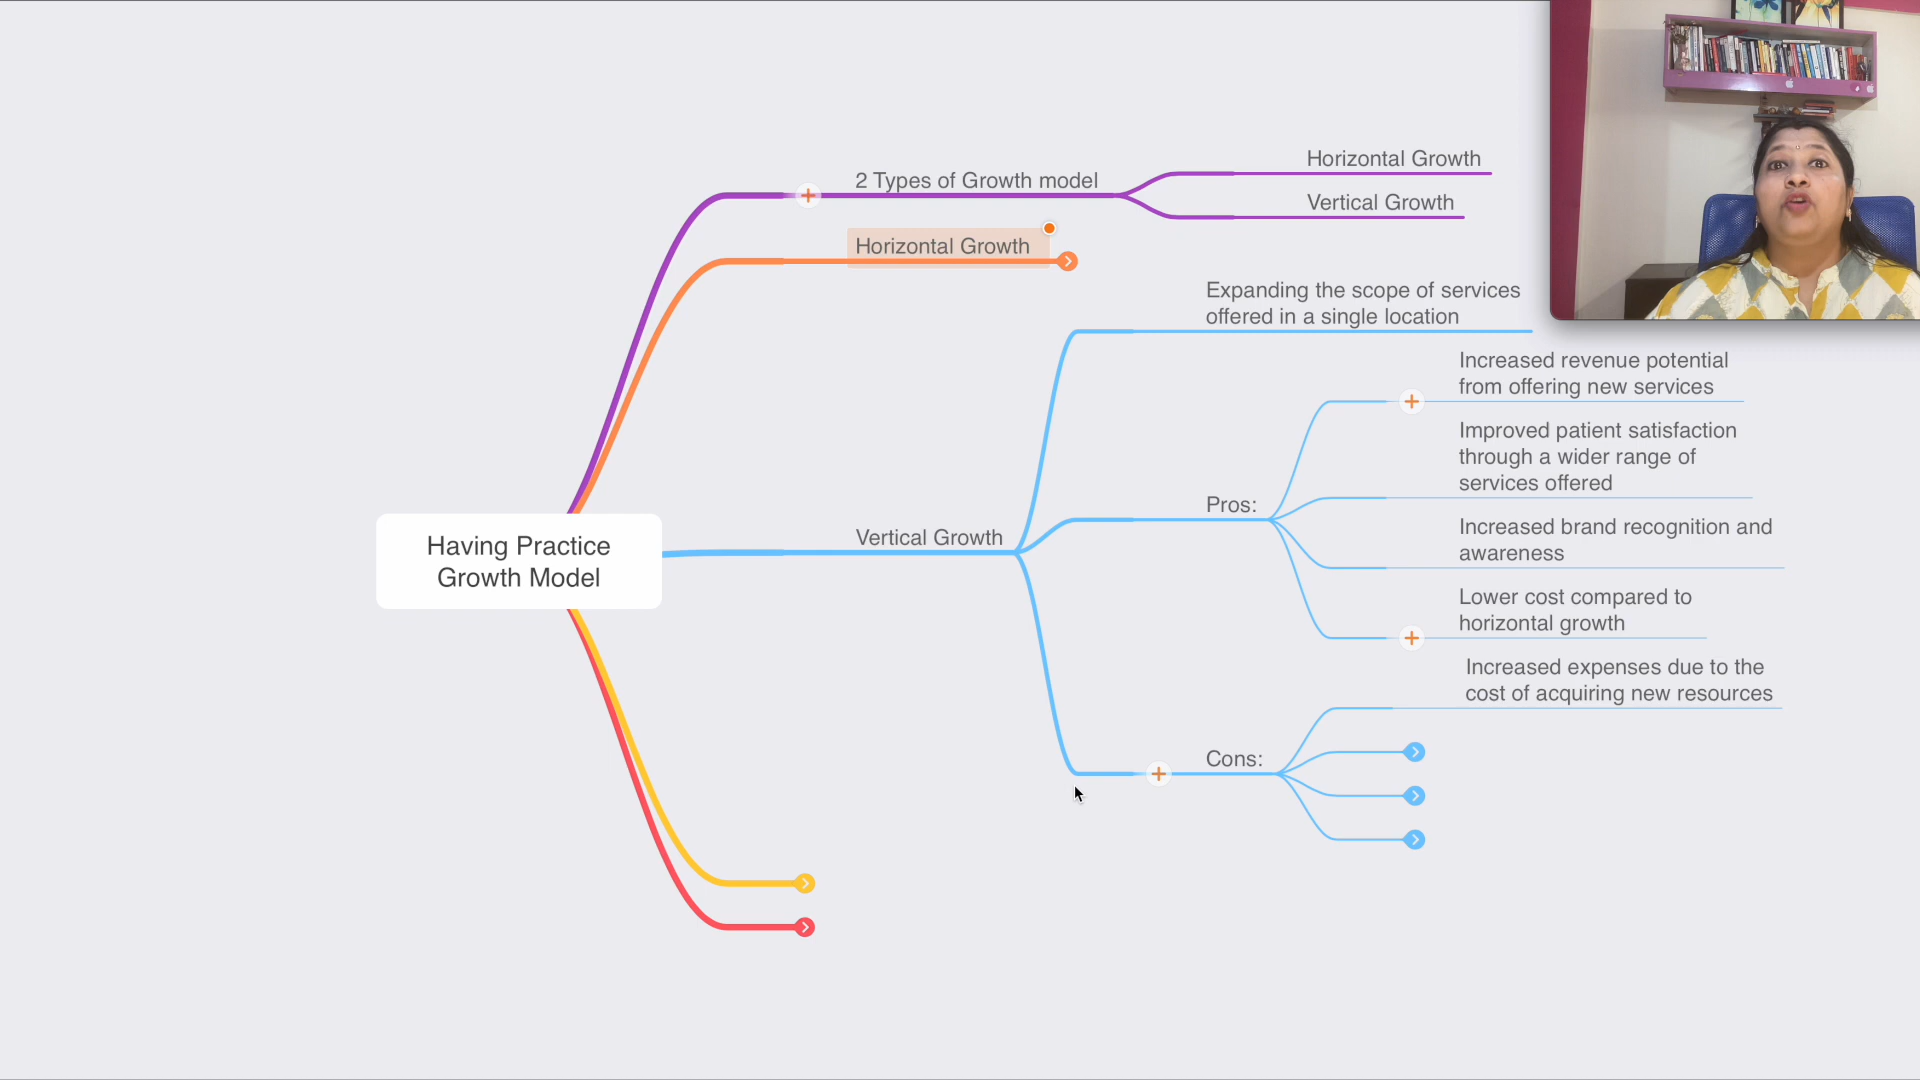 2 Types of Growth model
Horizontal Growth
Vertical Growth
Horizontal Growth
Having Practice
Growth Model
Vertical Growth
Expanding the scope of services
offered in a single location
Pros:
Increased revenue potential
from offering new services
Improved patient satisfaction
through a wider range of
services offered
Increased brand recognition and
awareness
Lower cost compared to
horizontal growth
Cons:
Increased expenses due to the
cost of acquiring new resources